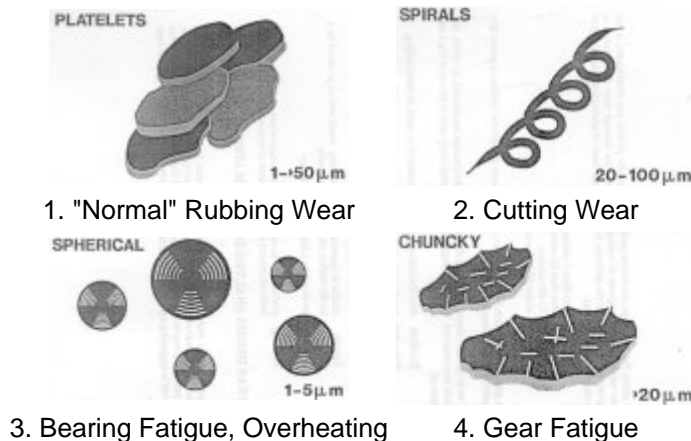 PLATELETS
1→50μm
1. "Normal" Rubbing Wear
SPIRALS
20-100μm
2. Cutting Wear
SPHERICAL
1-5μm
3. Bearing Fatigue, Overheating
CHUNCKY
>20μm
4. Gear Fatigue